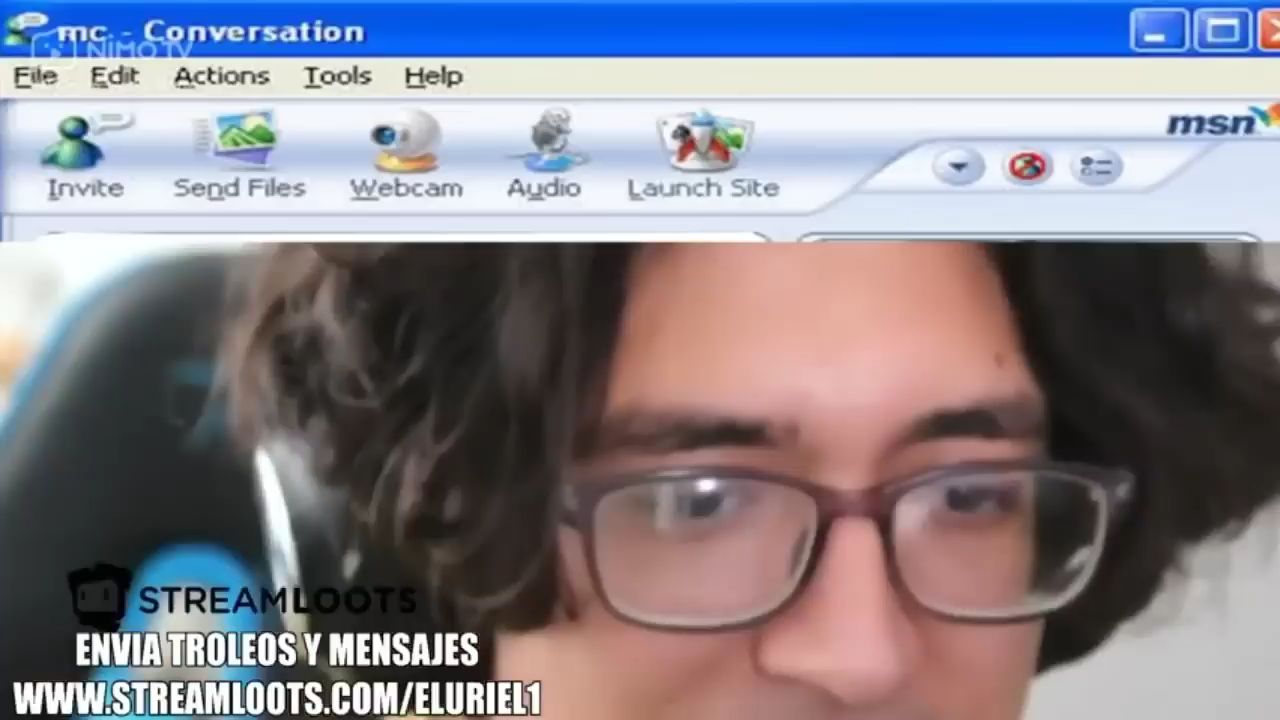 mc - Conversation
NiMO TV
File Edit Actions Tools Help
msn
Invite Send Files Webcam Audio Launch Site
STREAMLOOTS
ENVIA TROLEOS Y MENSAJES
WWW.STREAMLOOTS.COM/ELURIEL1